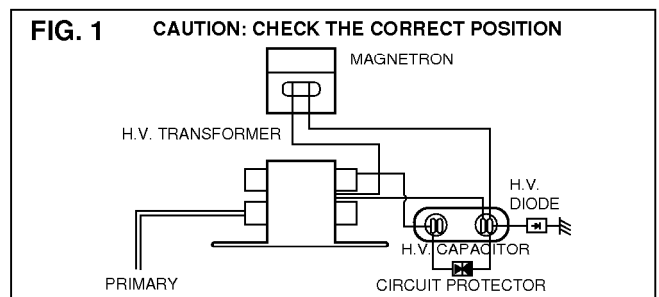 FIG. 1
CAUTION: CHECK THE CORRECT POSITION
MAGNETRON
H.V. TRANSFORMER
H.V.
DIODE
H.V. CAPACITOR
PRIMARY
CIRCUIT PROTECTOR